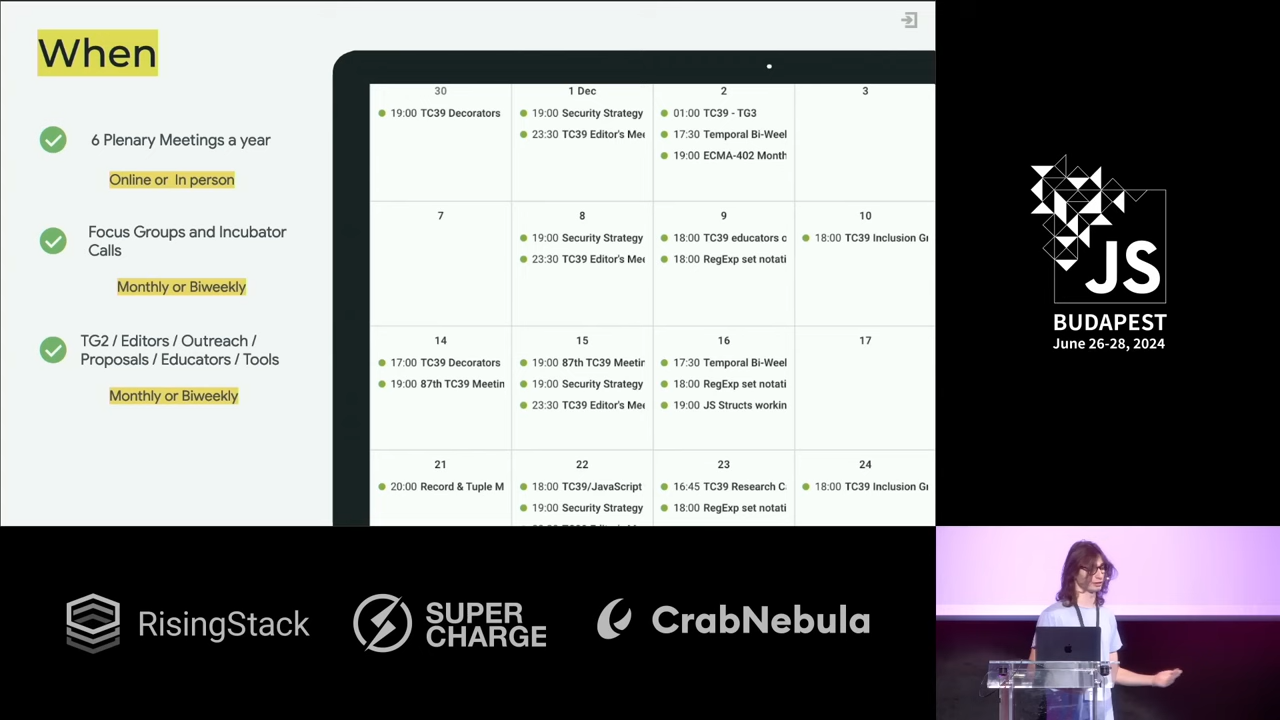 When
6 Plenary Meetings a year
Online or In person
Focus Groups and Incubator
Calls
Monthly or Biweekly
TG2 / Editors / Outreach /
Proposals / Educators / Tools
Monthly or Biweekly
30
19:00 TC39 Decorators
1 Dec
19:00 Security Strategy
23:30 TC39 Editor's Mee
2
01:00 TC39 - TG3
17:30 Temporal Bi-Weel
19:00 ECMA-402 Month
3
7
8
19:00 Security Strategy
23:30 TC39 Editor's Mee
9
18:00 TC39 educators c
18:00 RegExp set notati
10
18:00 TC39 Inclusion Gr
14
17:00 TC39 Decorators
19:00 87th TC39 Meetin
15
19:00 87th TC39 Meetin
19:00 Security Strategy
23:30 TC39 Editor's Mee
16
17:30 Temporal Bi-Weel
18:00 RegExp set notati
19:00 JS Structs workin
17
21
20:00 Record & Tuple M
22
18:00 TC39/JavaScript
19:00 Security Strategy
23
16:45 TC39 Research C
18:00 RegExp set notati
24
18:00 TC39 Inclusion Gr
JS
BUDAPEST
June 26-28, 2024
RisingStack
SUPER
CHARGE
CrabNebula